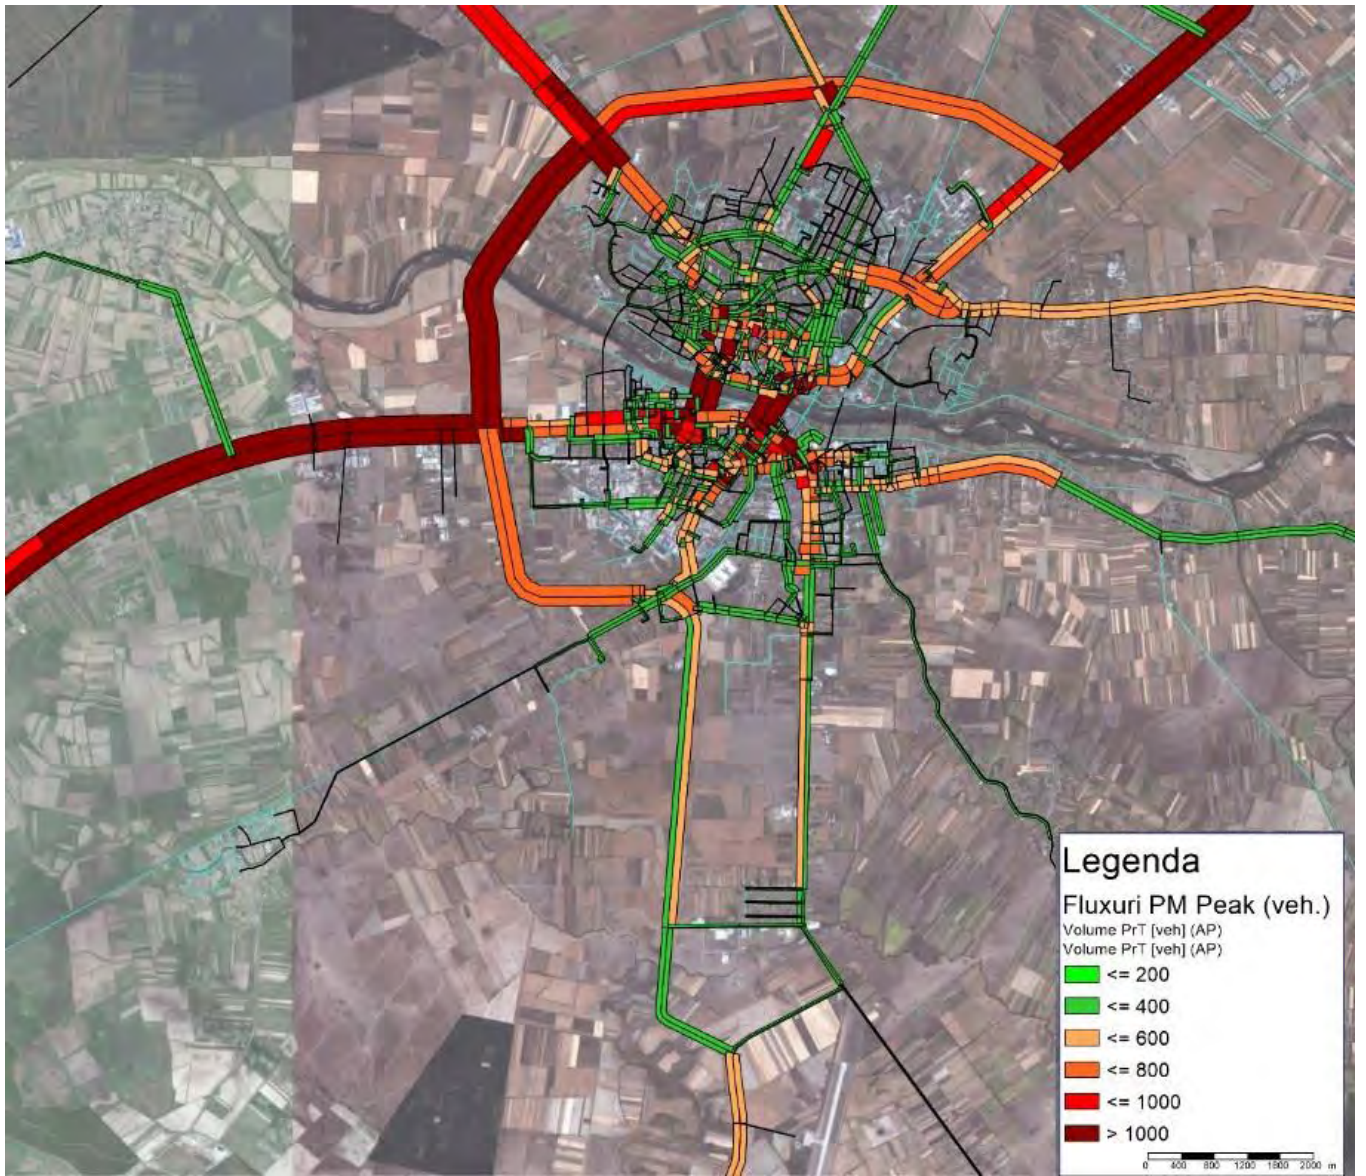 Legenda
Fluxuri PM Peak (veh.)
Volume PrT [veh] (AP)
Volume PrT [veh] (AP)
<= 200
<= 400
<= 600
<= 800
<= 1000
> 1000
0 400 800 1200 1600 2000 m